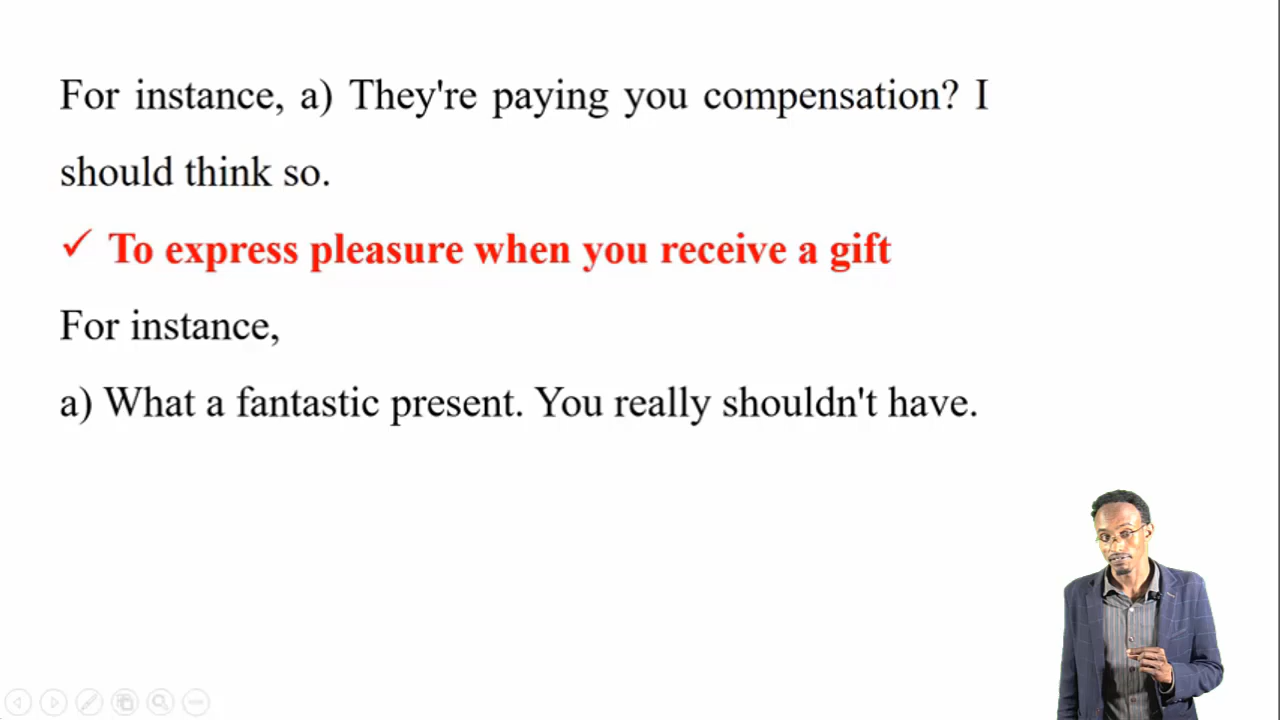 For instance, a) They're paying you compensation? I
should think so.
✓ To express pleasure when you receive a gift
For instance,
a) What a fantastic present. You really shouldn't have.